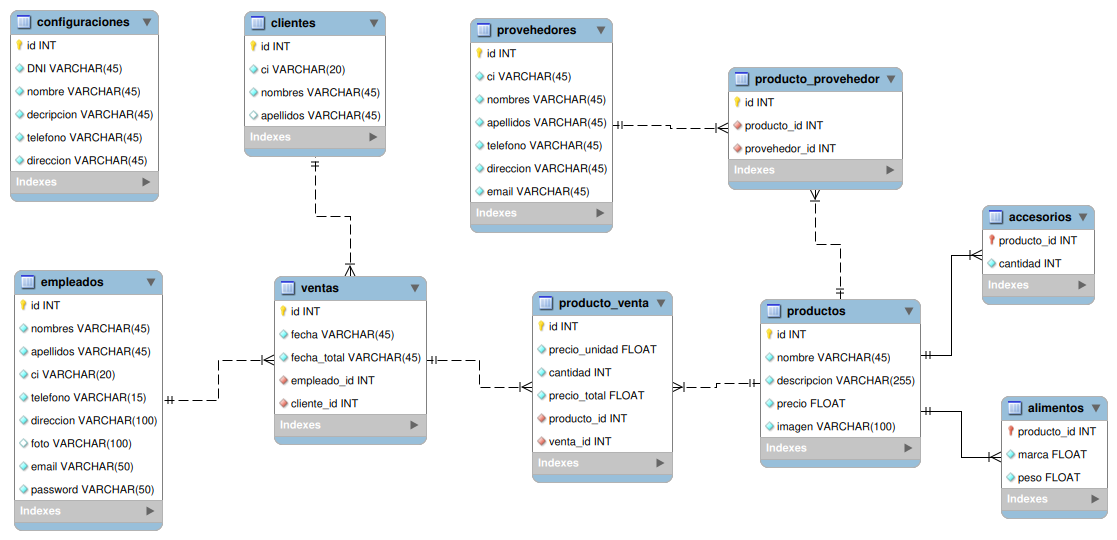 configuraciones
id INT
DNI VARCHAR(45)
nombre VARCHAR(45)
decripcion VARCHAR(45)
telefono VARCHAR(45)
direccion VARCHAR(45)
Indexes
clientes
id INT
ci VARCHAR(20)
nombres VARCHAR(45)
apellidos VARCHAR(45)
Indexes
provehedores
id INT
ci VARCHAR(45)
nombres VARCHAR(45)
apellidos VARCHAR(45)
telefono VARCHAR(45)
direccion VARCHAR(45)
email VARCHAR(45)
Indexes
producto_provehedor
id INT
producto_id INT
provehedor_id INT
Indexes
accesorios
producto_id INT
cantidad INT
Indexes
empleados
id INT
nombres VARCHAR(45)
apellidos VARCHAR(45)
ci VARCHAR(20)
telefono VARCHAR(15)
direccion VARCHAR(100)
foto VARCHAR(100)
email VARCHAR(50)
password VARCHAR(50)
Indexes
ventas
id INT
fecha VARCHAR(45)
fecha_total VARCHAR(45)
empleado_id INT
cliente_id INT
Indexes
producto_venta
id INT
precio_unidad FLOAT
cantidad INT
precio_total FLOAT
producto_id INT
venta_id INT
Indexes
productos
id INT
nombre VARCHAR(45)
descripcion VARCHAR(255)
precio FLOAT
imagen VARCHAR(100)
Indexes
alimentos
producto_id INT
marca FLOAT
peso FLOAT
Indexes